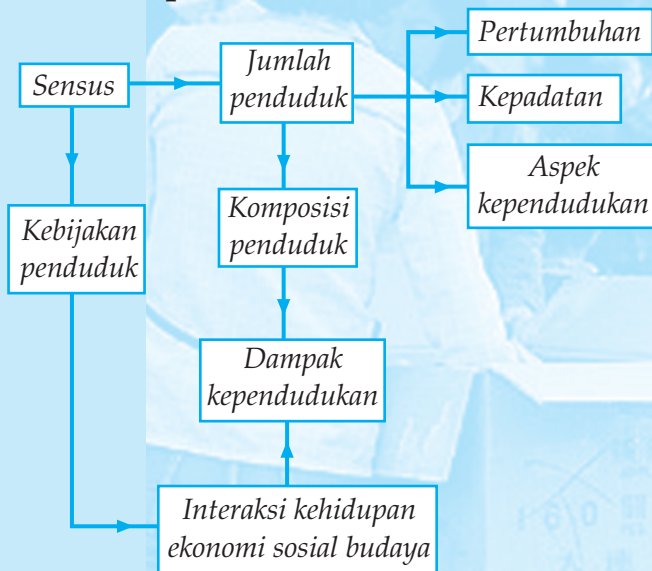 Sensus
Jumlah
penduduk
Pertumbuhan
Kepadatan
Aspek
kependudukan
Kebijakan
penduduk
Komposisi
penduduk
Dampak
kependudukan
Interaksi kehidupan
ekonomi sosial budaya